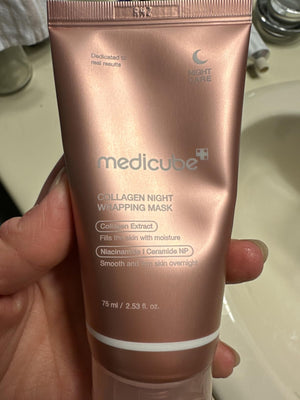 Dedicated to
real results
NIGHT
CARE
medicube
COLLAGEN NIGHT
WRAPPING MASK
Collagen Extract
Fills the skin with moisture
Niacinamide | Ceramide NP
Smooth and firm skin overnight
75 ml / 2.53 fl. oz.